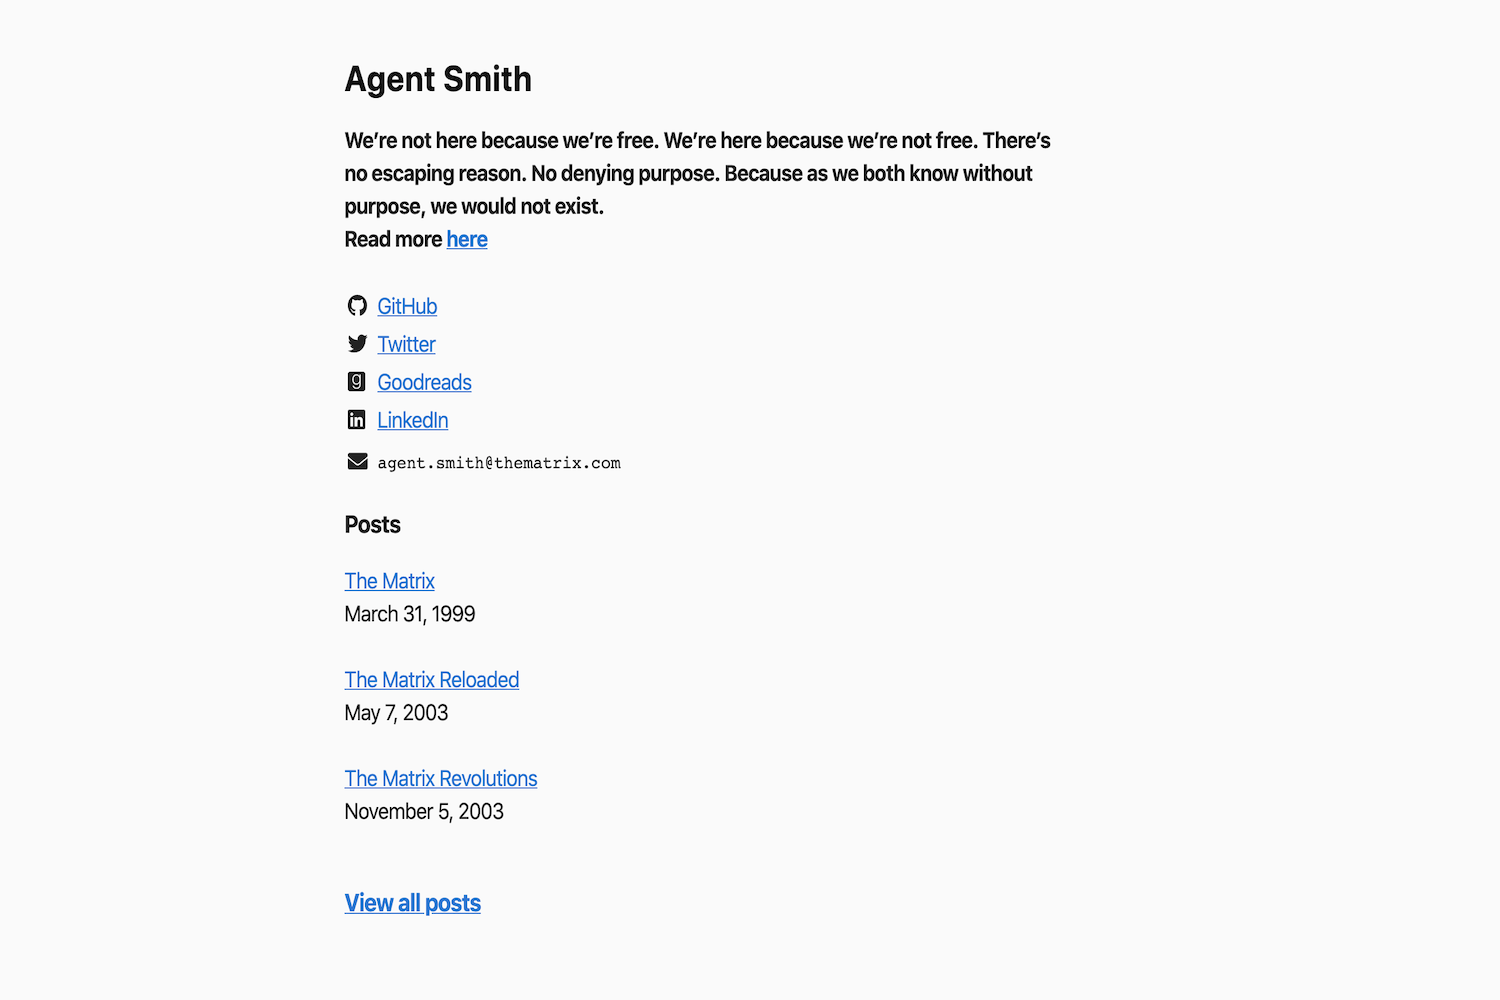 Agent Smith
We’re not here because we’re free. We’re here because we’re not free. There’s
no escaping reason. No denying purpose. Because as we both know without
purpose, we would not exist.
Read more here
GitHub
Twitter
Goodreads
LinkedIn
agent.smith@thematrix.com
Posts
The Matrix
March 31, 1999
The Matrix Reloaded
May 7, 2003
The Matrix Revolutions
November 5, 2003
View all posts